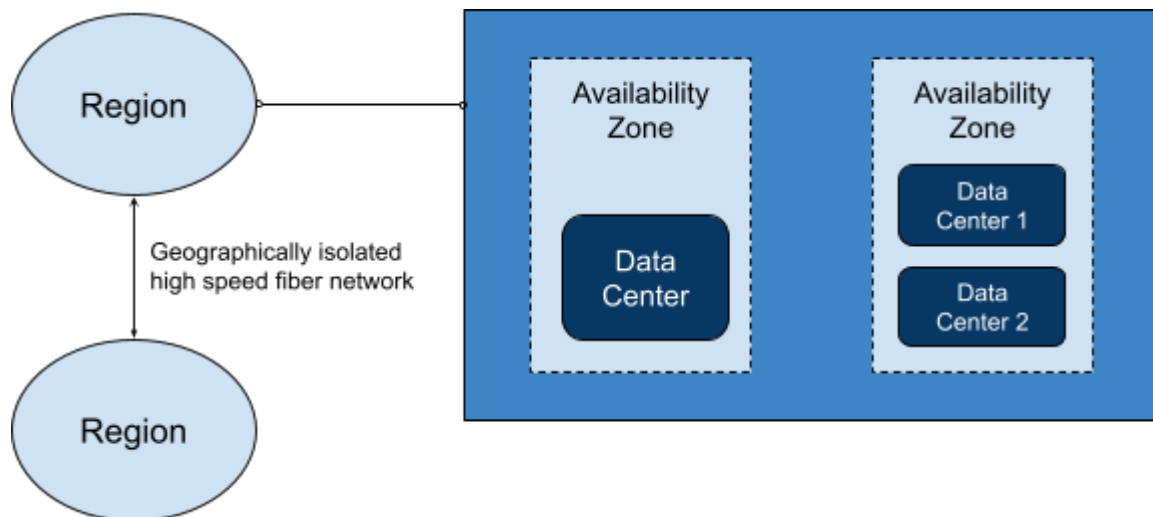 Region
Geographically isolated
high speed fiber network
Region
Availability
Zone
Data
Center
Availability
Zone
Data
Center 1
Data
Center 2